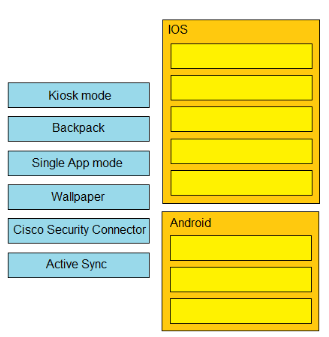 Kiosk mode
Backpack
Single App mode
Wallpaper
Cisco Security Connector
Active Sync
IOS
Android